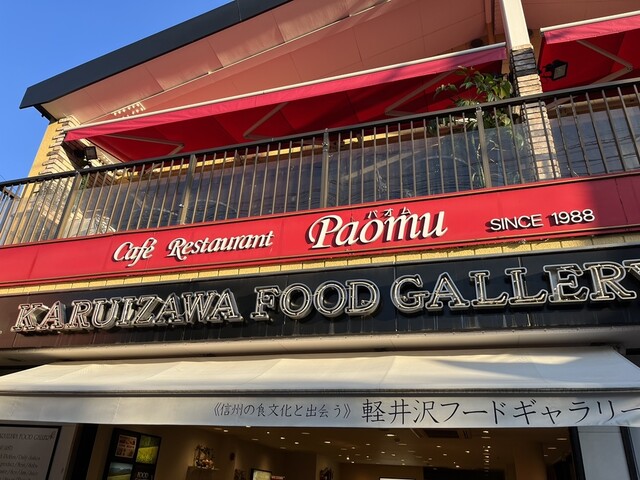 パオム
Café Restaurant Paomu SINCE 1988
KARUIZAWA FOOD GALLERY
《信州の食文化と出会う》 軽井沢フードギャラリー